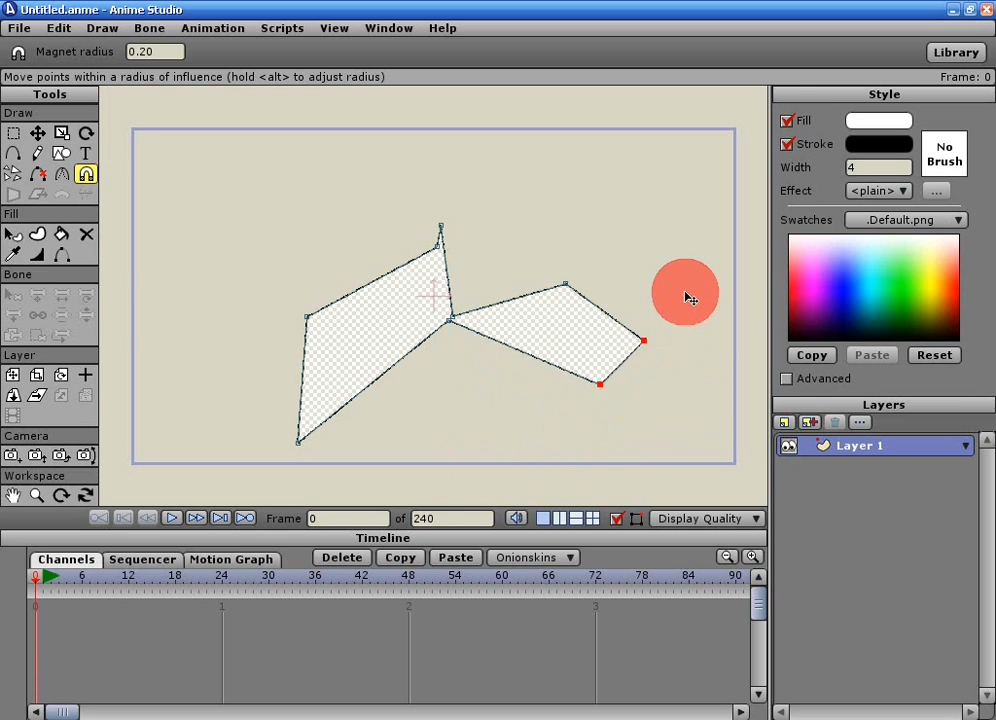 Untitled.anme - Anime Studio
File Edit Draw Bone Animation Scripts View Window Help
Magnet radius 0.20 Library
Move points within a radius of influence (hold <alt> to adjust radius) Frame: 0
Tools
Draw
T
Fill
Bone
Layer
Camera
Workspace
Style
Fill
Stroke
No Brush
Width 4
Effect <plain> ...
Swatches .Default.png
Copy Paste Reset
Advanced
Layers
...
Layer 1
Frame 0 of 240 Display Quality
Timeline
Channels Sequencer Motion Graph Delete Copy Paste Onionskins
0 6 12 18 24 30 36 42 48 54 60 66 72 78 84 90
0 1 2 3